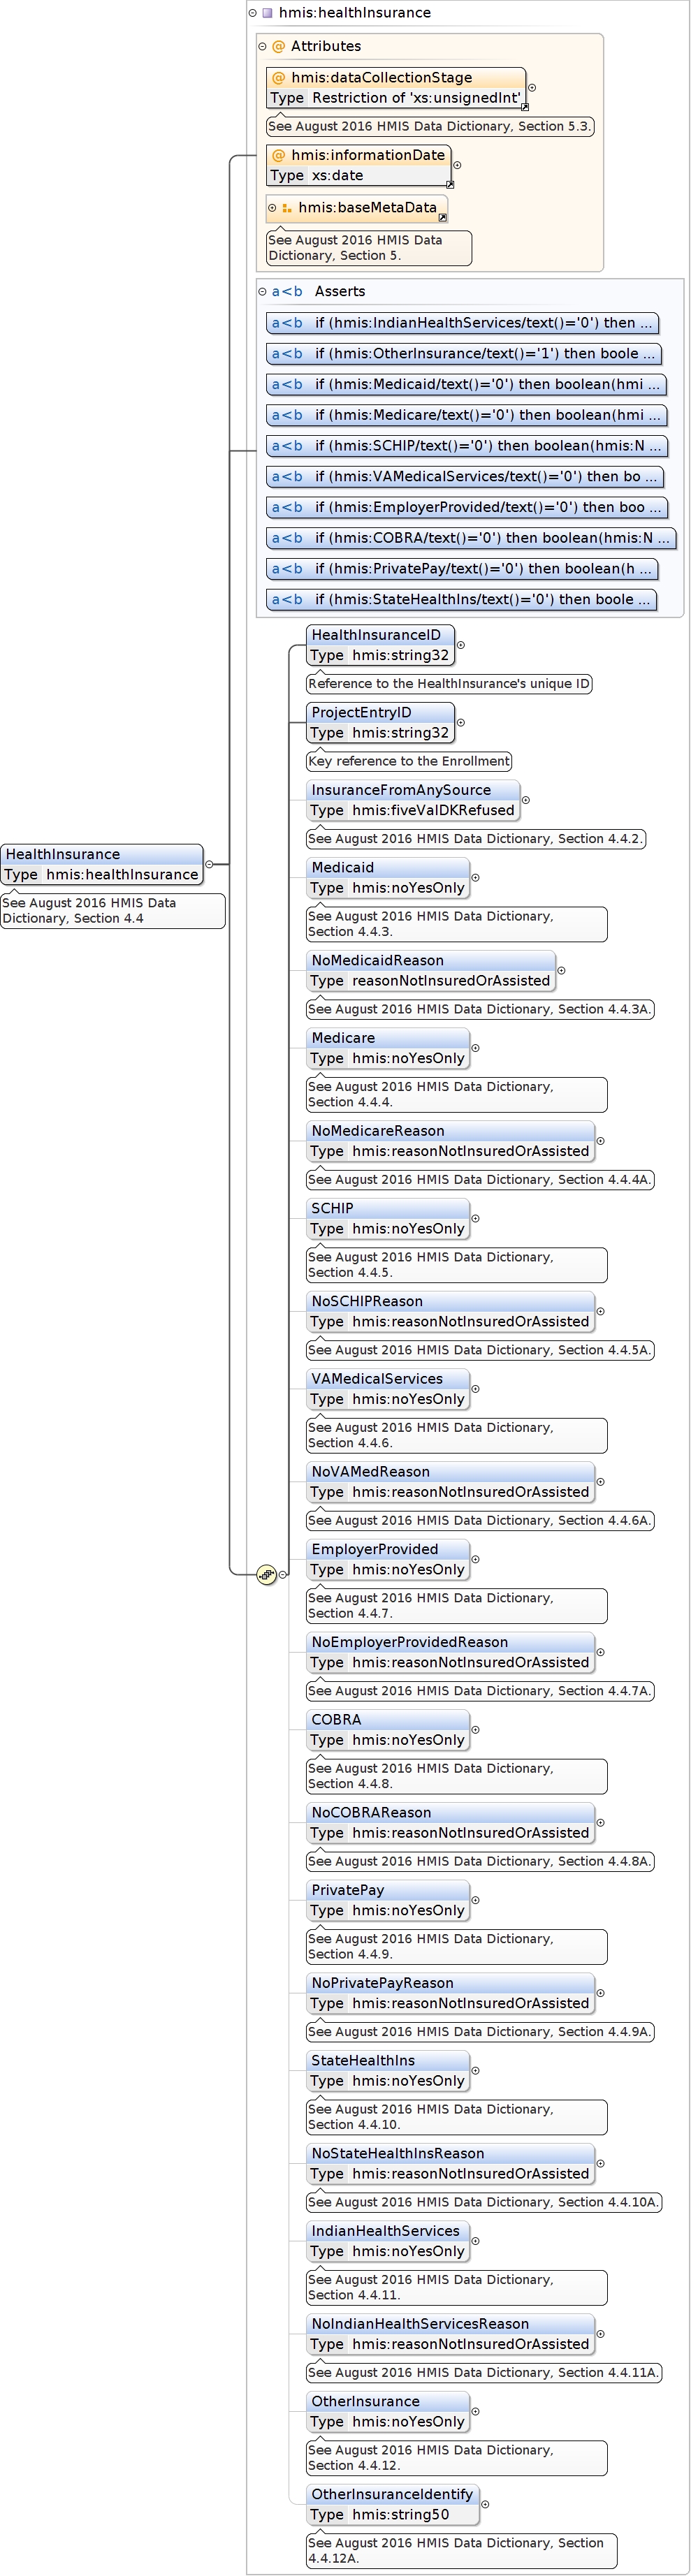 hmis:healthInsurance
@ Attributes
@ hmis:dataCollectionStage
Type Restriction of 'xs:unsignedInt'
See August 2016 HMIS Data Dictionary, Section 5.3.
@ hmis:informationDate
Type xs:date
hmis:baseMetaData
See August 2016 HMIS Data
Dictionary, Section 5.
a<b Asserts
a<b if (hmis:IndianHealthServices/text()='0') then ...
a<b if (hmis:OtherInsurance/text()='1') then boole ...
a<b if (hmis:Medicaid/text()='0') then boolean(hmi ...
a<b if (hmis:Medicare/text()='0') then boolean(hmi ...
a<b if (hmis:SCHIP/text()='0') then boolean(hmis:N ...
a<b if (hmis:VAMedicalServices/text()='0') then bo ...
a<b if (hmis:EmployerProvided/text()='0') then boo ...
a<b if (hmis:COBRA/text()='0') then boolean(hmis:N ...
a<b if (hmis:PrivatePay/text()='0') then boolean(h ...
a<b if (hmis:StateHealthIns/text()='0') then boole ...
HealthInsuranceID
Type hmis:string32
Reference to the HealthInsurance's unique ID
ProjectEntryID
Type hmis:string32
Key reference to the Enrollment
InsuranceFromAnySource
Type hmis:fiveValDKRefused
See August 2016 HMIS Data Dictionary, Section 4.4.2.
HealthInsurance
Type hmis:healthInsurance
See August 2016 HMIS Data
Dictionary, Section 4.4
Medicaid
Type hmis:noYesOnly
See August 2016 HMIS Data Dictionary,
Section 4.4.3.
NoMedicaidReason
Type reasonNotInsuredOrAssisted
See August 2016 HMIS Data Dictionary, Section 4.4.3A.
Medicare
Type hmis:noYesOnly
See August 2016 HMIS Data Dictionary,
Section 4.4.4.
NoMedicareReason
Type hmis:reasonNotInsuredOrAssisted
See August 2016 HMIS Data Dictionary, Section 4.4.4A.
SCHIP
Type hmis:noYesOnly
See August 2016 HMIS Data Dictionary,
Section 4.4.5.
NoSCHIPReason
Type hmis:reasonNotInsuredOrAssisted
See August 2016 HMIS Data Dictionary, Section 4.4.5A.
VAMedicalServices
Type hmis:noYesOnly
See August 2016 HMIS Data Dictionary,
Section 4.4.6.
NoVAMedReason
Type hmis:reasonNotInsuredOrAssisted
See August 2016 HMIS Data Dictionary, Section 4.4.6A.
EmployerProvided
Type hmis:noYesOnly
See August 2016 HMIS Data Dictionary,
Section 4.4.7.
NoEmployerProvidedReason
Type hmis:reasonNotInsuredOrAssisted
See August 2016 HMIS Data Dictionary, Section 4.4.7A.
COBRA
Type hmis:noYesOnly
See August 2016 HMIS Data Dictionary,
Section 4.4.8.
NoCOBRAReason
Type hmis:reasonNotInsuredOrAssisted
See August 2016 HMIS Data Dictionary, Section 4.4.8A.
PrivatePay
Type hmis:noYesOnly
See August 2016 HMIS Data Dictionary,
Section 4.4.9.
NoPrivatePayReason
Type hmis:reasonNotInsuredOrAssisted
See August 2016 HMIS Data Dictionary, Section 4.4.9A.
StateHealthIns
Type hmis:noYesOnly
See August 2016 HMIS Data Dictionary,
Section 4.4.10.
NoStateHealthInsReason
Type hmis:reasonNotInsuredOrAssisted
See August 2016 HMIS Data Dictionary, Section 4.4.10A.
IndianHealthServices
Type hmis:noYesOnly
See August 2016 HMIS Data Dictionary,
Section 4.4.11.
NoIndianHealthServicesReason
Type hmis:reasonNotInsuredOrAssisted
See August 2016 HMIS Data Dictionary, Section 4.4.11A.
OtherInsurance
Type hmis:noYesOnly
See August 2016 HMIS Data Dictionary,
Section 4.4.12.
OtherInsuranceIdentify
Type hmis:string50
See August 2016 HMIS Data Dictionary, Section
4.4.12A.